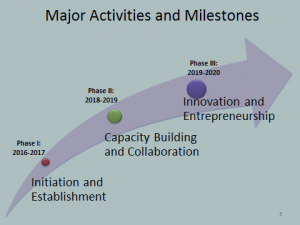 Major Activities and Milestones
Phase III:
2019-2020
Innovation and
Entrepreneurship
Phase II:
2018-2019
Capacity Building
and Collaboration
Phase I:
2016-2017
Initiation and
Establishment